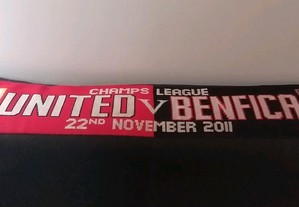 CHAMPS LEAGUE
UNITED V BENFICA
22ND NOVEMBER 2011